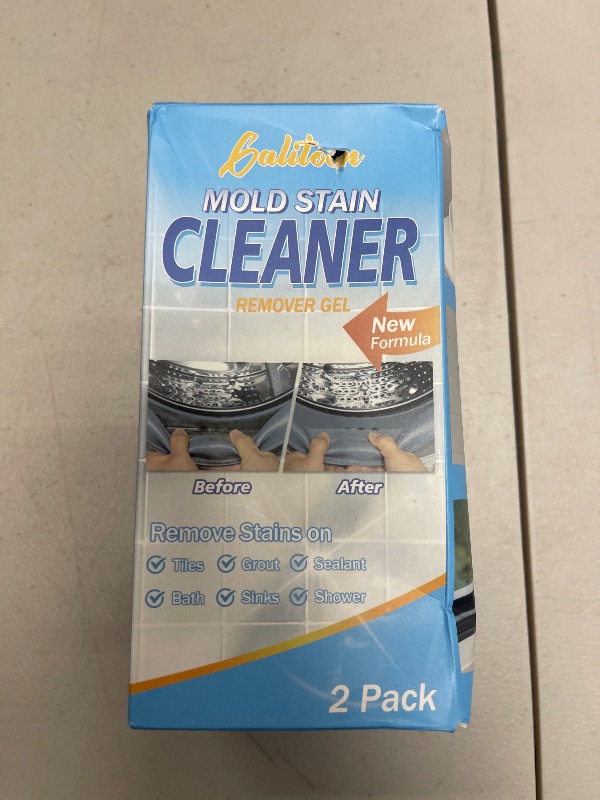 Galitoon
MOLD STAIN
CLEANER
REMOVER GEL
New
Formula
Before After
Remove Stains on
Tiles Grout Sealant
Bath Sinks Shower
2 Pack